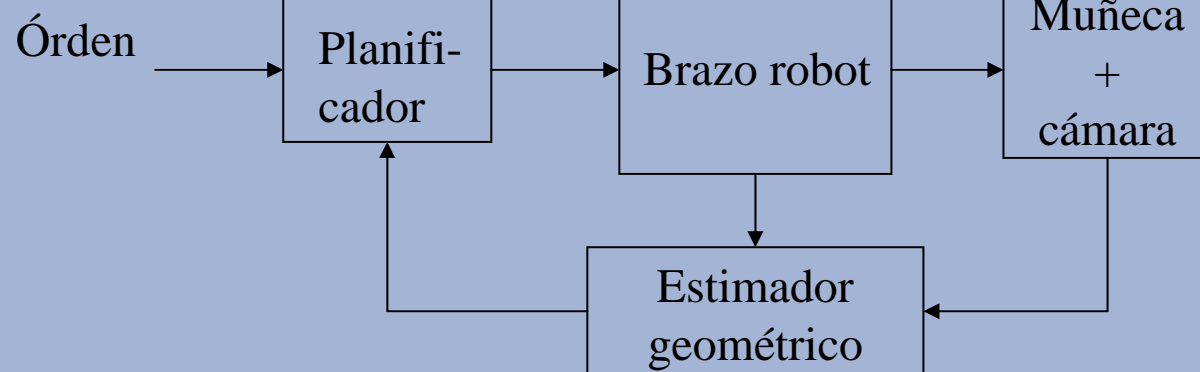 Órden
Planifi-
cador
Brazo robot
Muñeca
+
cámara
Estimador
geométrico